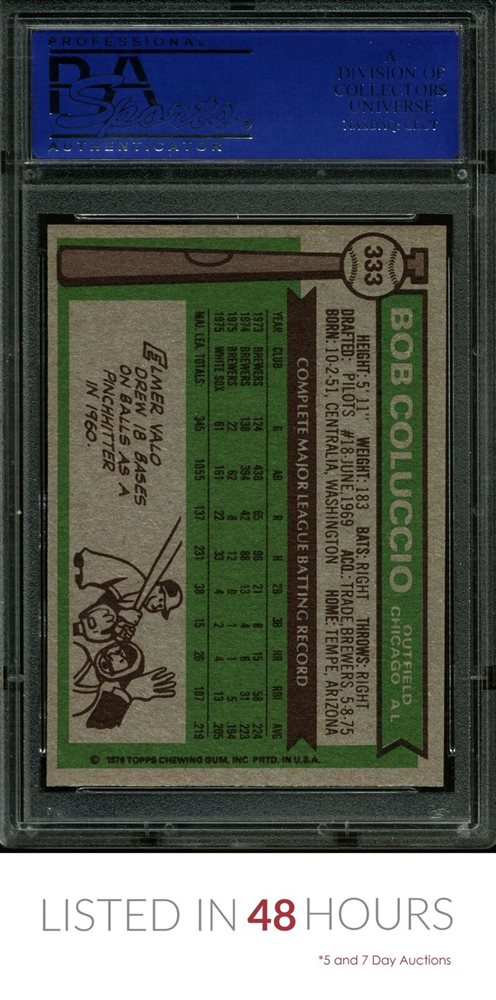 PROFESSIONAL
PSA
Sports®
AUTHENTICATOR
A
DIVISION OF
COLLECTORS
UNIVERSE
NASDAQ: CLCT
333
BOB COLUCCIO
OUTFIELD
CHICAGO AL
HEIGHT: 5' 11" WEIGHT: 183 BATS: RIGHT THROWS: RIGHT
DRAFTED: PILOTS #18-JUNE, 1969 ACQ: TRADE, BREWERS, 5-8-75
BORN: 10-2-51, CENTRALIA, WASHINGTON HOME: TEMPE, ARIZONA
COMPLETE MAJOR LEAGUE BATTING RECORD
YEAR CLUB G AB R H 2B 3B HR RBI AVG
1973 BREWERS 124 438 65 98 21 8 15 58 .224
1974 BREWERS 138 394 42 88 13 4 6 31 .223
1975 BREWERS 22 62 8 12 0 1 1 5 .194
1975 WHITE SOX 61 161 22 33 4 2 4 13 .205
MAJ. LEA. TOTALS 345 1055 137 231 38 15 26 107 .219
ELMER VALO
DREW 18 BASES
ON BALLS AS A
PINCHHITTER
IN 1960.
© 1976 TOPPS CHEWING GUM, INC. PRTD. IN U.S.A.
LISTED IN 48 HOURS
*5 and 7 Day Auctions